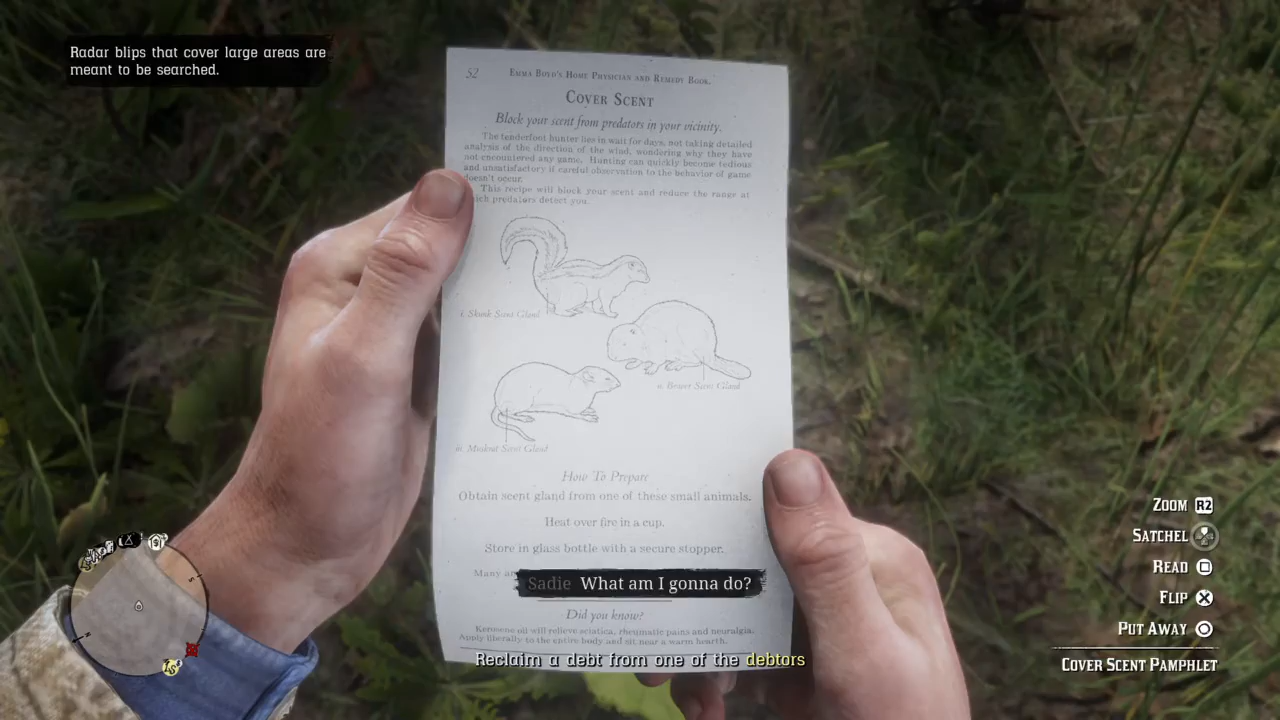 Radar blips that cover large areas are
meant to be searched.
52
Emma Boyd's Home Physician and Remedy Book.
Cover Scent
Block your scent from predators in your vicinity.
The tenderfoot hunter lies in wait for days, not taking detailed
analysis of the direction of the wind, wondering why they have
not encountered any game. Hunting can quickly become tedious
and unsatisfactory if careful observation to the behavior of game
doesn't occur.
This recipe will block your scent and reduce the range at
which predators detect you.
i. Skunk Scent Gland
ii. Beaver Scent Gland
iii. Muskrat Scent Gland
How To Prepare
Obtain scent gland from one of these small animals.
Heat over fire in a cup.
Store in glass bottle with a secure stopper.
Many
Sadie What am I gonna do?
Did you know?
Kerosene oil will relieve sciatica, rheumatic pains and neuralgia.
Apply liberally to the entire body and sit near a warm hearth.
Reclaim a debt from one of the debtors
Zoom R2
Satchel
Read
Flip
Put Away
Cover Scent Pamphlet
S